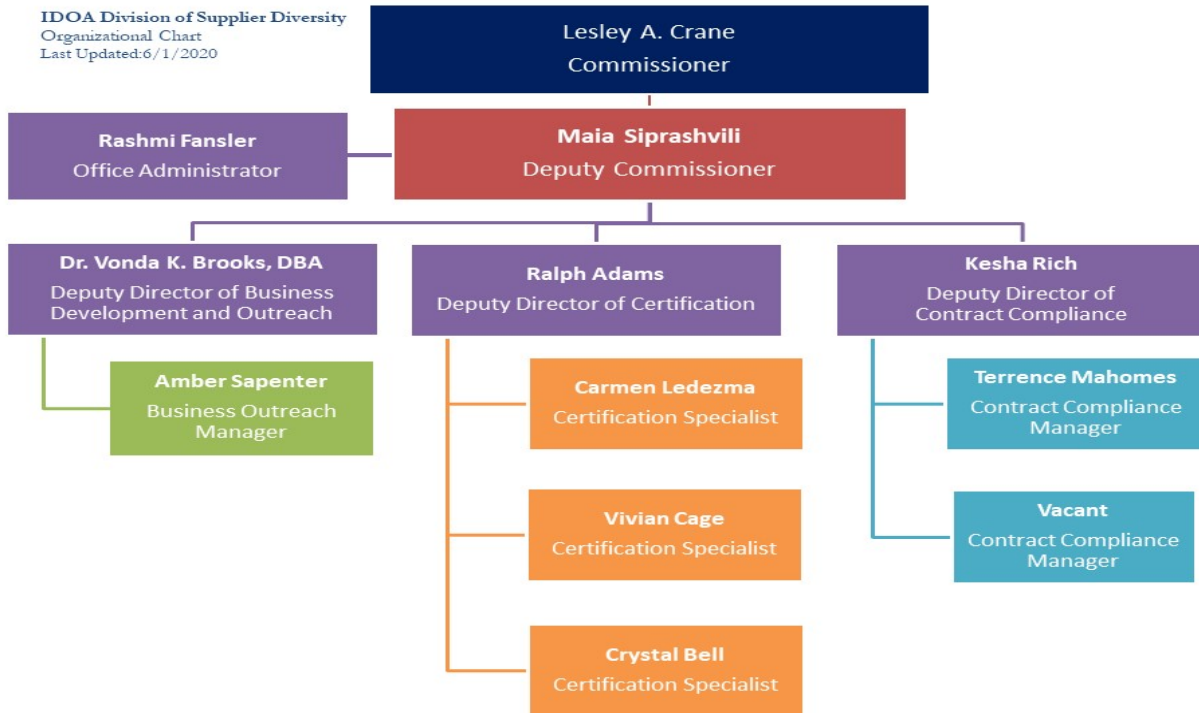 IDOA Division of Supplier Diversity
Organizational Chart
Last Updated:6/1/2020
Lesley A. Crane
Commissioner
Rashmi Fansler
Office Administrator
Maia Siprashvili
Deputy Commissioner
Dr. Vonda K. Brooks, DBA
Deputy Director of Business
Development and Outreach
Amber Sapenter
Business Outreach
Manager
Ralph Adams
Deputy Director of Certification
Carmen Ledezma
Certification Specialist
Vivian Cage
Certification Specialist
Crystal Bell
Certification Specialist
Kesha Rich
Deputy Director of
Contract Compliance
Terrence Mahomes
Contract Compliance
Manager
Vacant
Contract Compliance
Manager